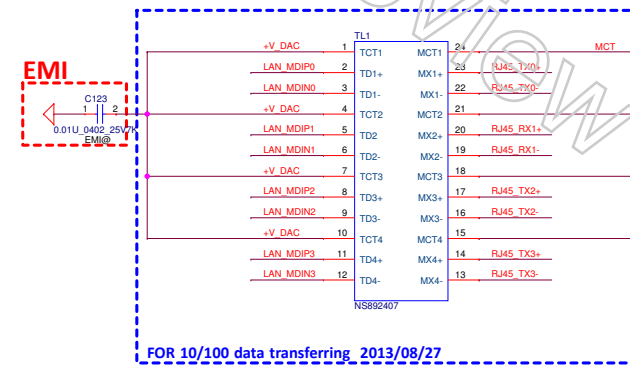 TL1
+V_DAC 1 TCT1 MCT1 24 MCT
LAN_MDIP0 2 TD1+ MX1+ 23 RJ45_TX0+
LAN_MDIN0 3 TD1- MX1- 22 RJ45_TX0-
+V_DAC 4 TCT2 MCT2 21
LAN_MDIP1 5 TD2 MX2+ 20 RJ45_RX1+
LAN_MDIN1 6 TD2- MX2- 19 RJ45_RX1-
+V_DAC 7 TCT3 MCT3 18
LAN_MDIP2 8 TD3+ MX3+ 17 RJ45_TX2+
LAN_MDIN2 9 TD3- MX3- 16 RJ45_TX2-
+V_DAC 10 TCT4 MCT4 15
LAN_MDIP3 11 TD4+ MX4+ 14 RJ45_TX3+
LAN_MDIN3 12 TD4- MX4- 13 RJ45_TX3-
NS892407
EMI
C123
1 2
0.01U_0402_25V7K
EMI@
FOR 10/100 data transferring 2013/08/27
view